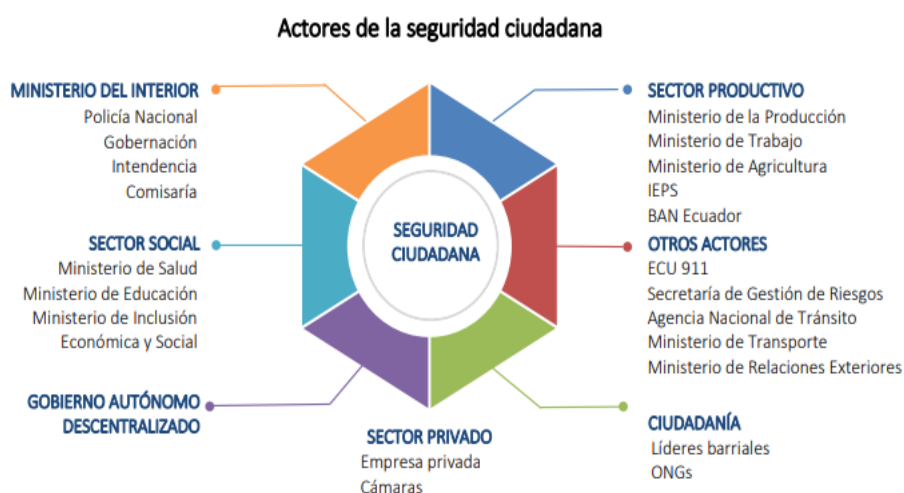 Actores de la seguridad ciudadana
MINISTERIO DEL INTERIOR
Policía Nacional
Gobernación
Intendencia
Comisaría
SECTOR SOCIAL
Ministerio de Salud
Ministerio de Educación
Ministerio de Inclusión
Económica y Social
GOBIERNO AUTÓNOMO
DESCENTRALIZADO
SEGURIDAD
CIUDADANA
SECTOR PRIVADO
Empresa privada
Cámaras
SECTOR PRODUCTIVO
Ministerio de la Producción
Ministerio de Trabajo
Ministerio de Agricultura
IEPS
BAN Ecuador
OTROS ACTORES
ECU 911
Secretaría de Gestión de Riesgos
Agencia Nacional de Tránsito
Ministerio de Transporte
Ministerio de Relaciones Exteriores
CIUDADANÍA
Líderes barriales
ONGs